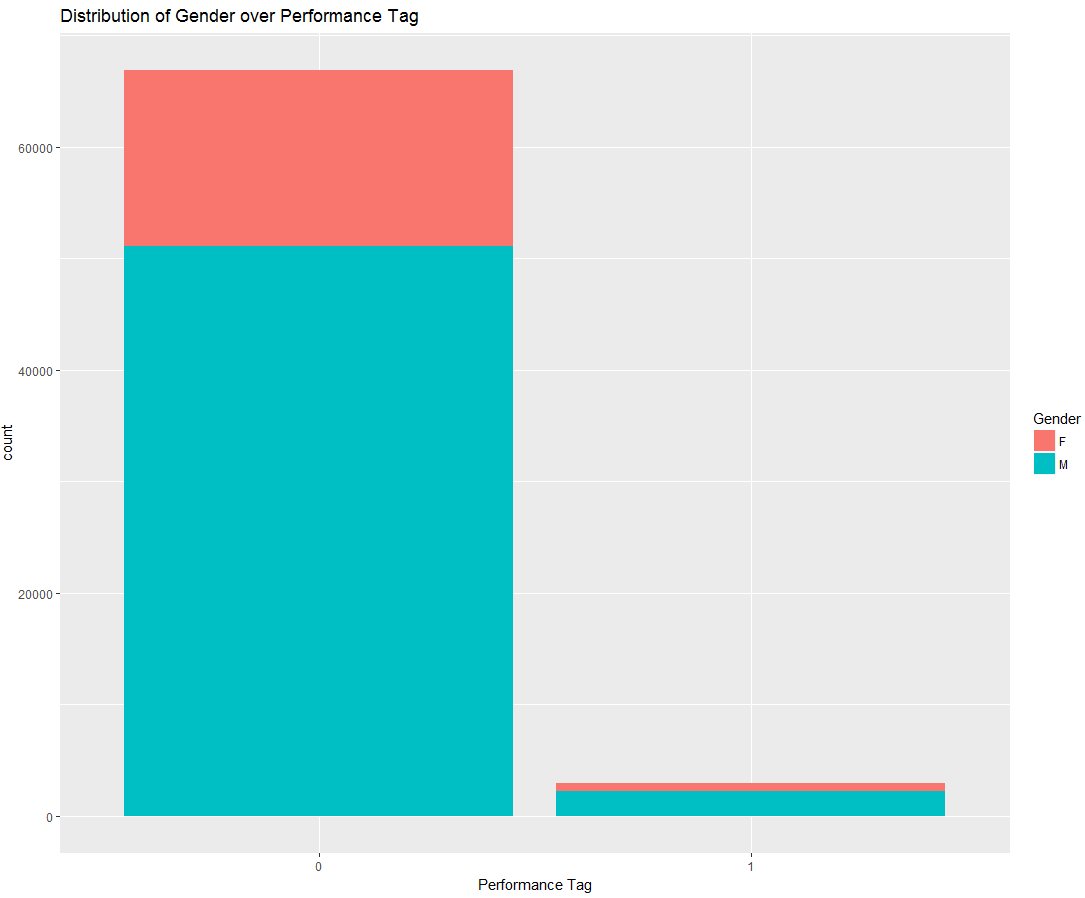 Distribution of Gender over Performance Tag
60000
40000
20000
0
count
0
1
Performance Tag
Gender
F
M